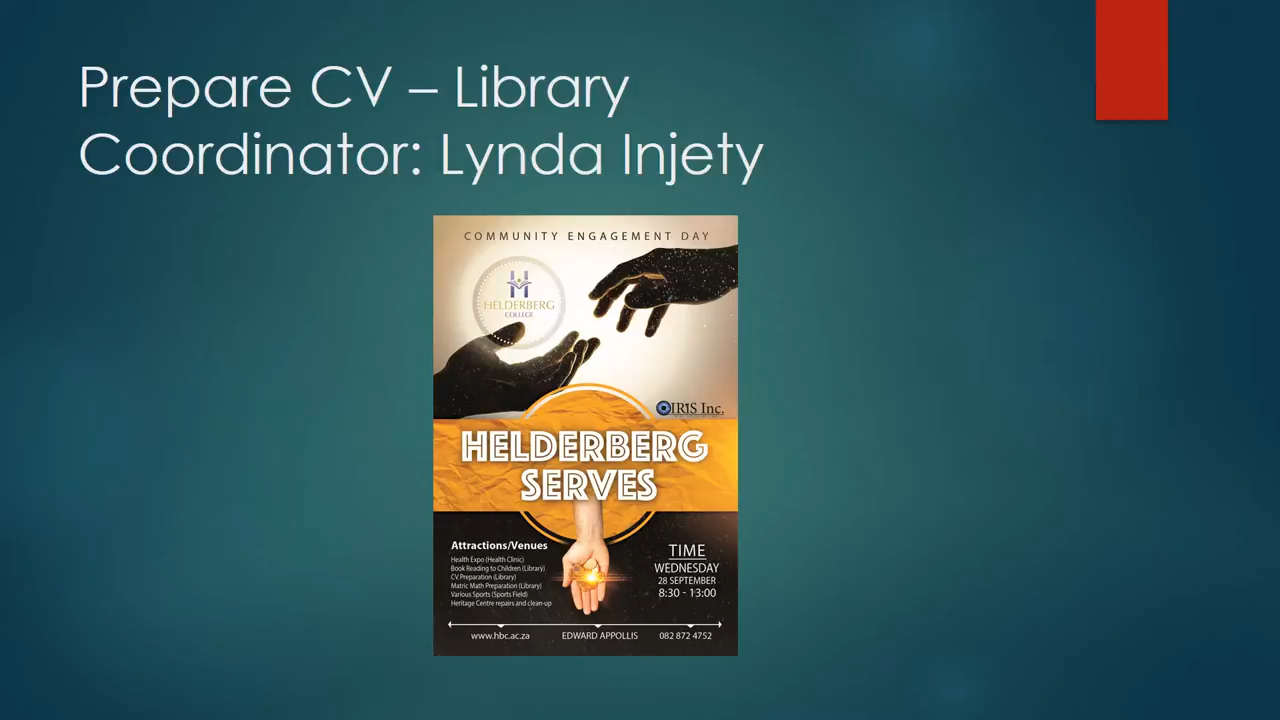 Prepare CV – Library
Coordinator: Lynda Injety
COMMUNITY ENGAGEMENT DAY
H
HELDERBERG
COLLEGE
IRiS Inc.
HELDERBERG
SERVES
Attractions/Venues
Health Expo (Health Clinic)
Book Reading to Children (Library)
CV Preparation (Library)
Matric Math Preparation (Library)
Various Sports (Sports Field)
Heritage Centre repairs and clean-up
TIME
WEDNESDAY
28 SEPTEMBER
8:30 - 13:00
www.hbc.ac.za EDWARD APPOLLIS 082 872 4752